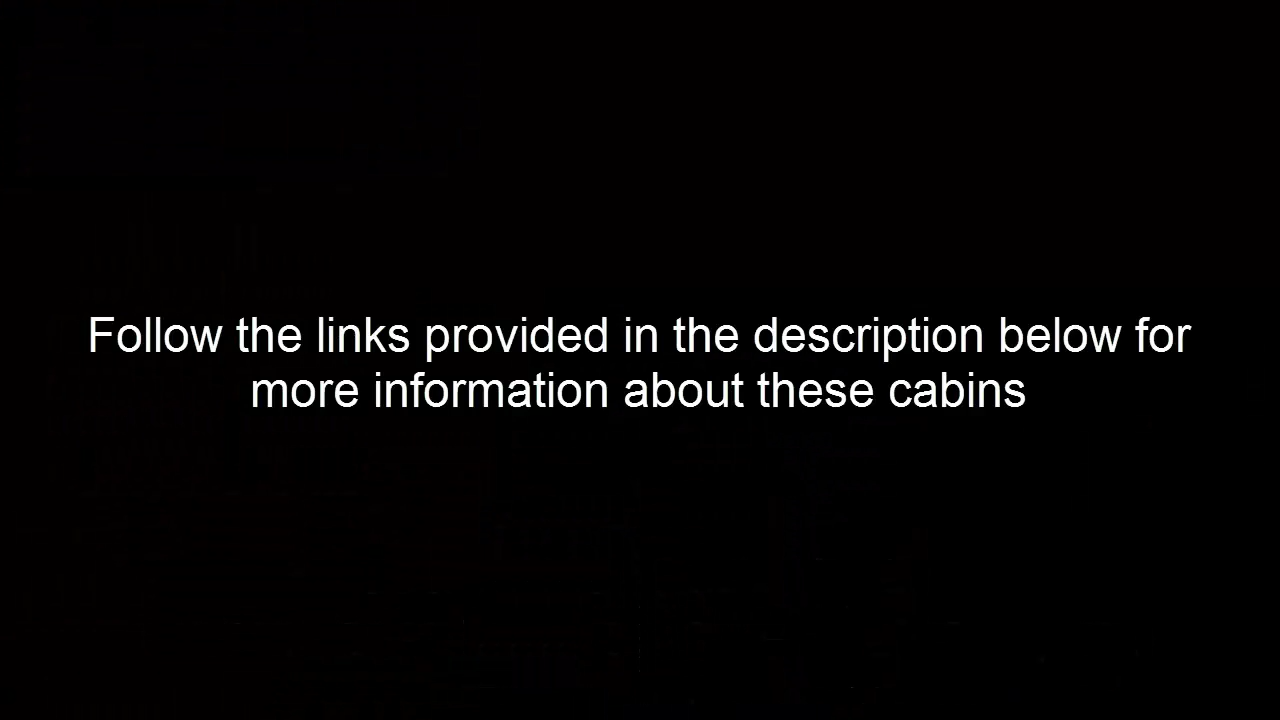 Follow the links provided in the description below for
more information about these cabins